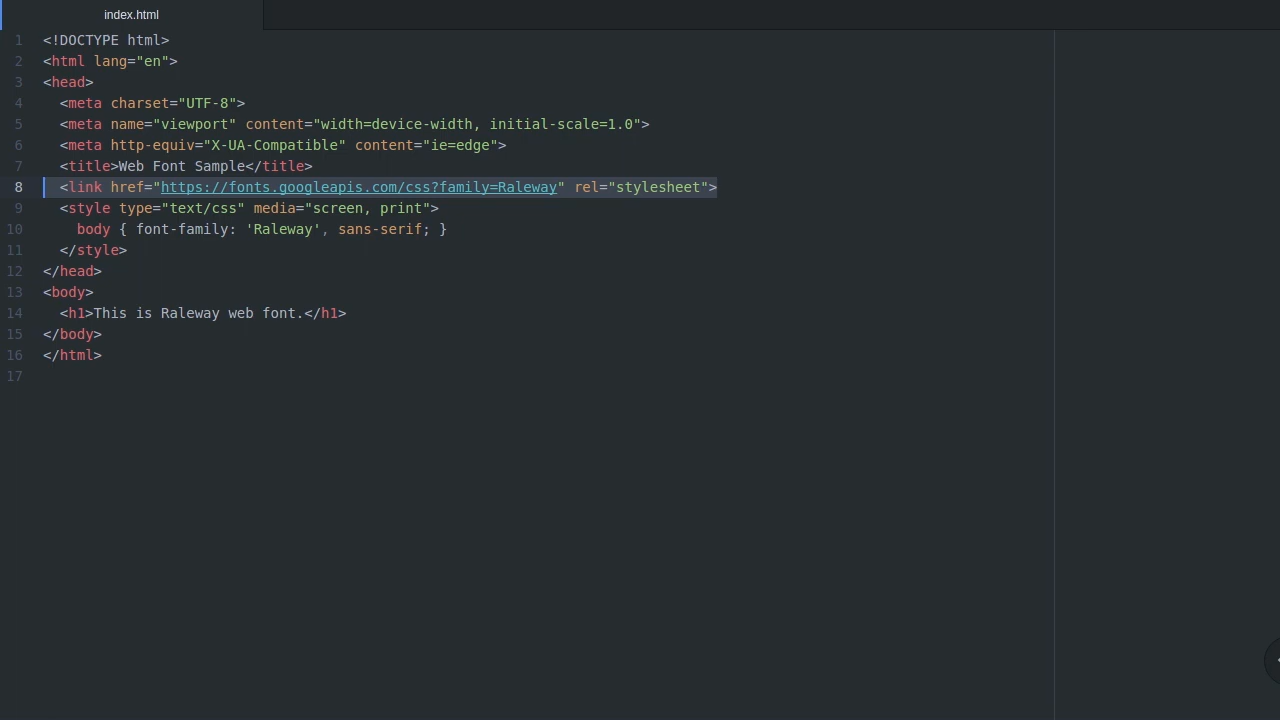 index.html
1 <!DOCTYPE html>
2 <html lang="en">
3 <head>
4   <meta charset="UTF-8">
5   <meta name="viewport" content="width=device-width, initial-scale=1.0">
6   <meta http-equiv="X-UA-Compatible" content="ie=edge">
7   <title>Web Font Sample</title>
8   <link href="https://fonts.googleapis.com/css?family=Raleway" rel="stylesheet">
9   <style type="text/css" media="screen, print">
10     body { font-family: 'Raleway', sans-serif; }
11   </style>
12 </head>
13 <body>
14   <h1>This is Raleway web font.</h1>
15 </body>
16 </html>
17